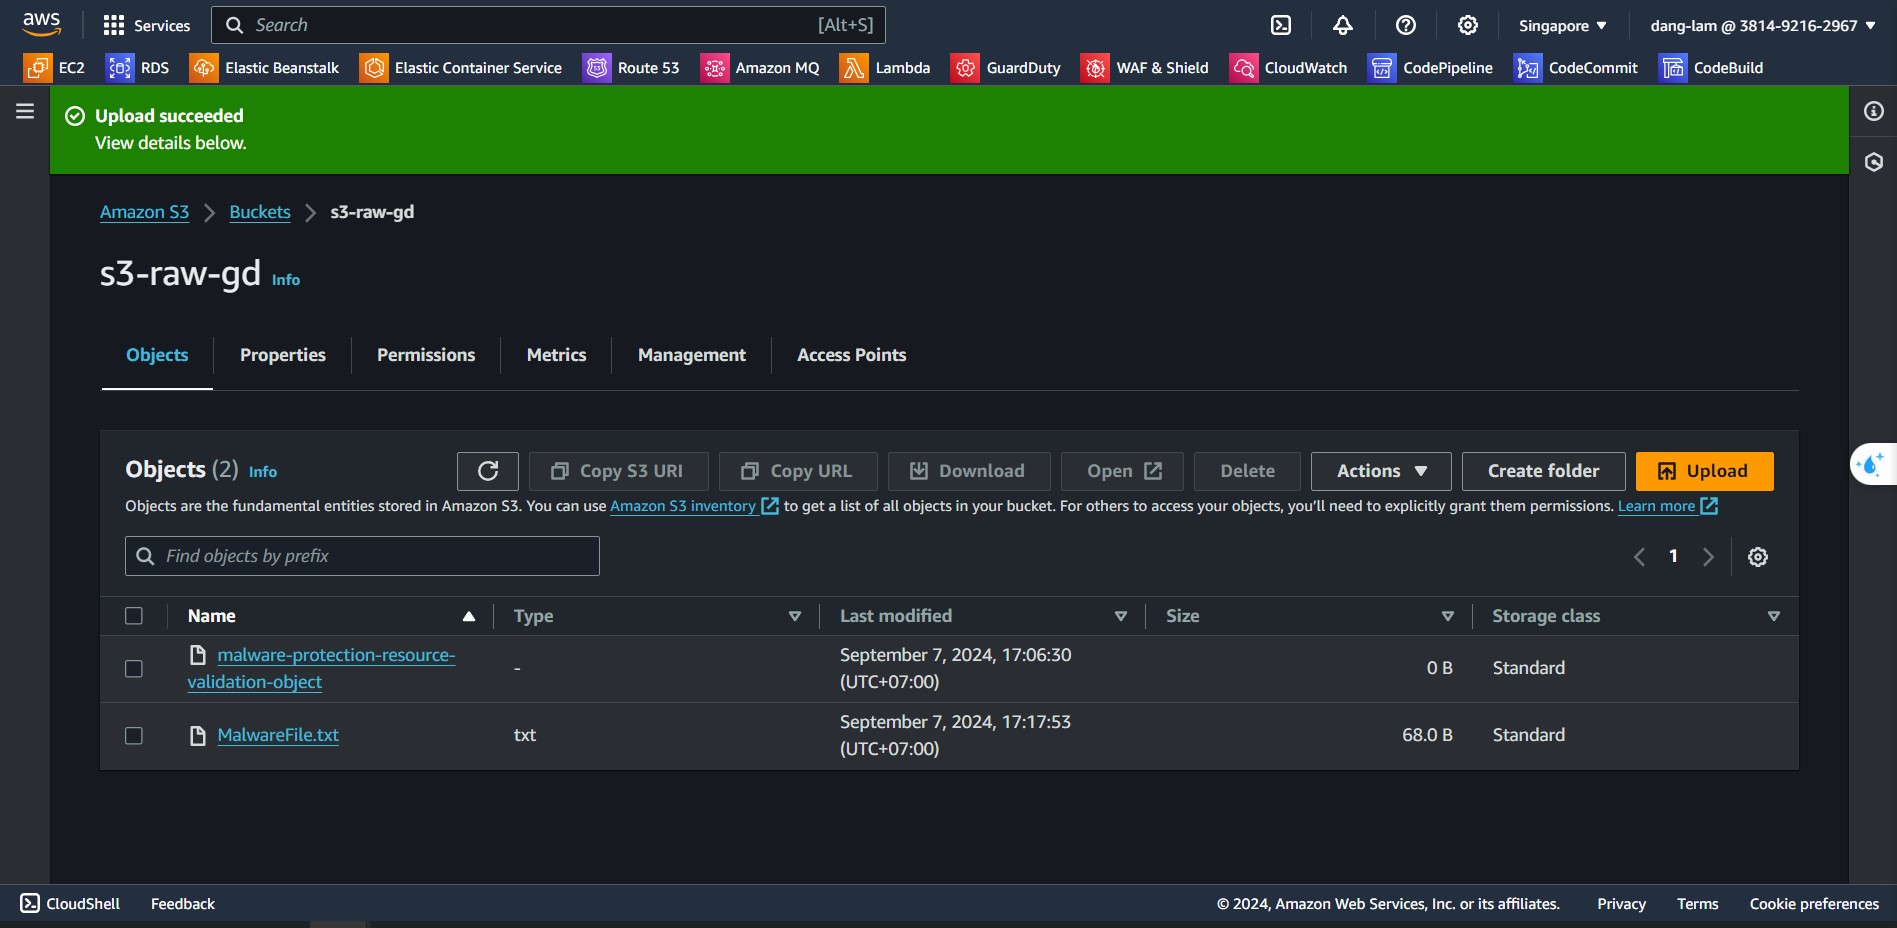 aws
Services
Search
[Alt+S]
Singapore
dang-lam @ 3814-9216-2967
EC2
RDS
Elastic Beanstalk
Elastic Container Service
Route 53
Amazon MQ
Lambda
GuardDuty
WAF & Shield
CloudWatch
CodePipeline
CodeCommit
CodeBuild
Upload succeeded
View details below.
Amazon S3
Buckets
s3-raw-gd
s3-raw-gd Info
Objects
Properties
Permissions
Metrics
Management
Access Points
Objects (2) Info
Copy S3 URI
Copy URL
Download
Open
Delete
Actions
Create folder
Upload
Objects are the fundamental entities stored in Amazon S3. You can use Amazon S3 inventory to get a list of all objects in your bucket. For others to access your objects, you'll need to explicitly grant them permissions. Learn more
Find objects by prefix
1
Name
Type
Last modified
Size
Storage class
malware-protection-resource-
validation-object
-
September 7, 2024, 17:06:30
(UTC+07:00)
0 B
Standard
MalwareFile.txt
txt
September 7, 2024, 17:17:53
(UTC+07:00)
68.0 B
Standard
CloudShell
Feedback
© 2024, Amazon Web Services, Inc. or its affiliates.
Privacy
Terms
Cookie preferences